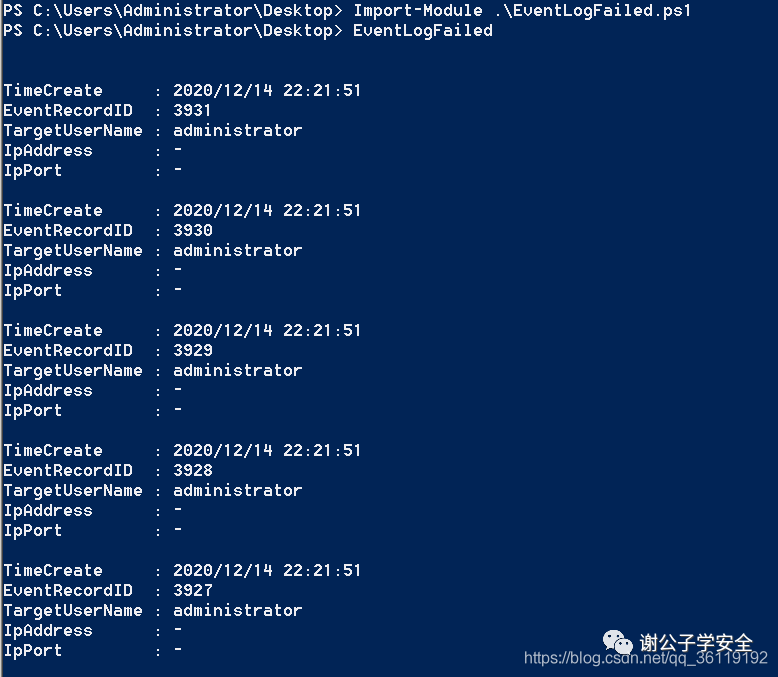 PS C:\Users\Administrator\Desktop> Import-Module .\EventLogFailed.ps1
PS C:\Users\Administrator\Desktop> EventLogFailed
TimeCreate : 2020/12/14 22:21:51
EventRecordID : 3931
TargetUserName : administrator
IpAddress : -
IpPort : -
TimeCreate : 2020/12/14 22:21:51
EventRecordID : 3930
TargetUserName : administrator
IpAddress : -
IpPort : -
TimeCreate : 2020/12/14 22:21:51
EventRecordID : 3929
TargetUserName : administrator
IpAddress : -
IpPort : -
TimeCreate : 2020/12/14 22:21:51
EventRecordID : 3928
TargetUserName : administrator
IpAddress : -
IpPort : -
TimeCreate : 2020/12/14 22:21:51
EventRecordID : 3927
TargetUserName : administrator
IpAddress : -
IpPort : -
谢公子学安全
https://blog.csdn.net/qq_36119192